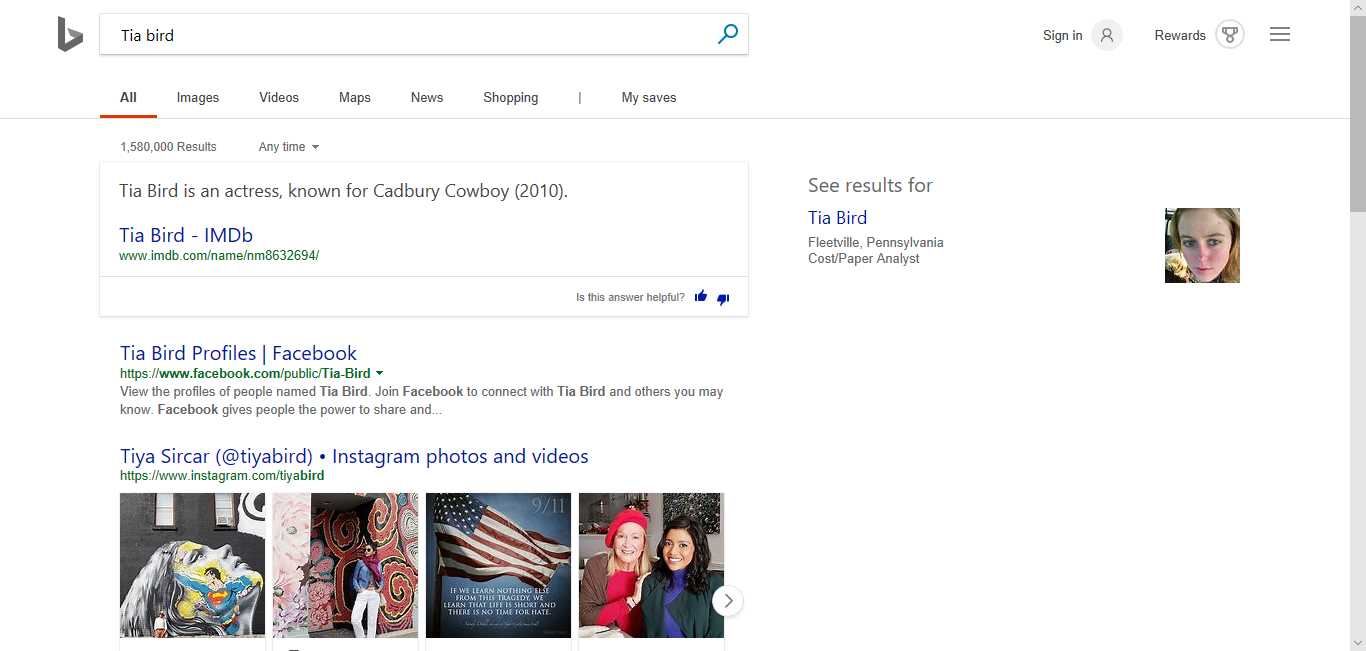 Tia bird
Sign in
Rewards
All Images Videos Maps News Shopping | My saves
1,580,000 Results Any time
Tia Bird is an actress, known for Cadbury Cowboy (2010).
Tia Bird - IMDb
www.imdb.com/name/nm8632694/
Is this answer helpful?
See results for
Tia Bird
Fleetville, Pennsylvania
Cost/Paper Analyst
Tia Bird Profiles | Facebook
https://www.facebook.com/public/Tia-Bird
View the profiles of people named Tia Bird. Join Facebook to connect with Tia Bird and others you may
know. Facebook gives people the power to share and...
Tiya Sircar (@tiyabird) • Instagram photos and videos
https://www.instagram.com/tiyabird
9/11
IF WE LEARN NOTHING ELSE
FROM THIS TRAGEDY, WE
LEARN THAT LIFE IS SHORT AND
THERE IS NO TIME FOR HATE.